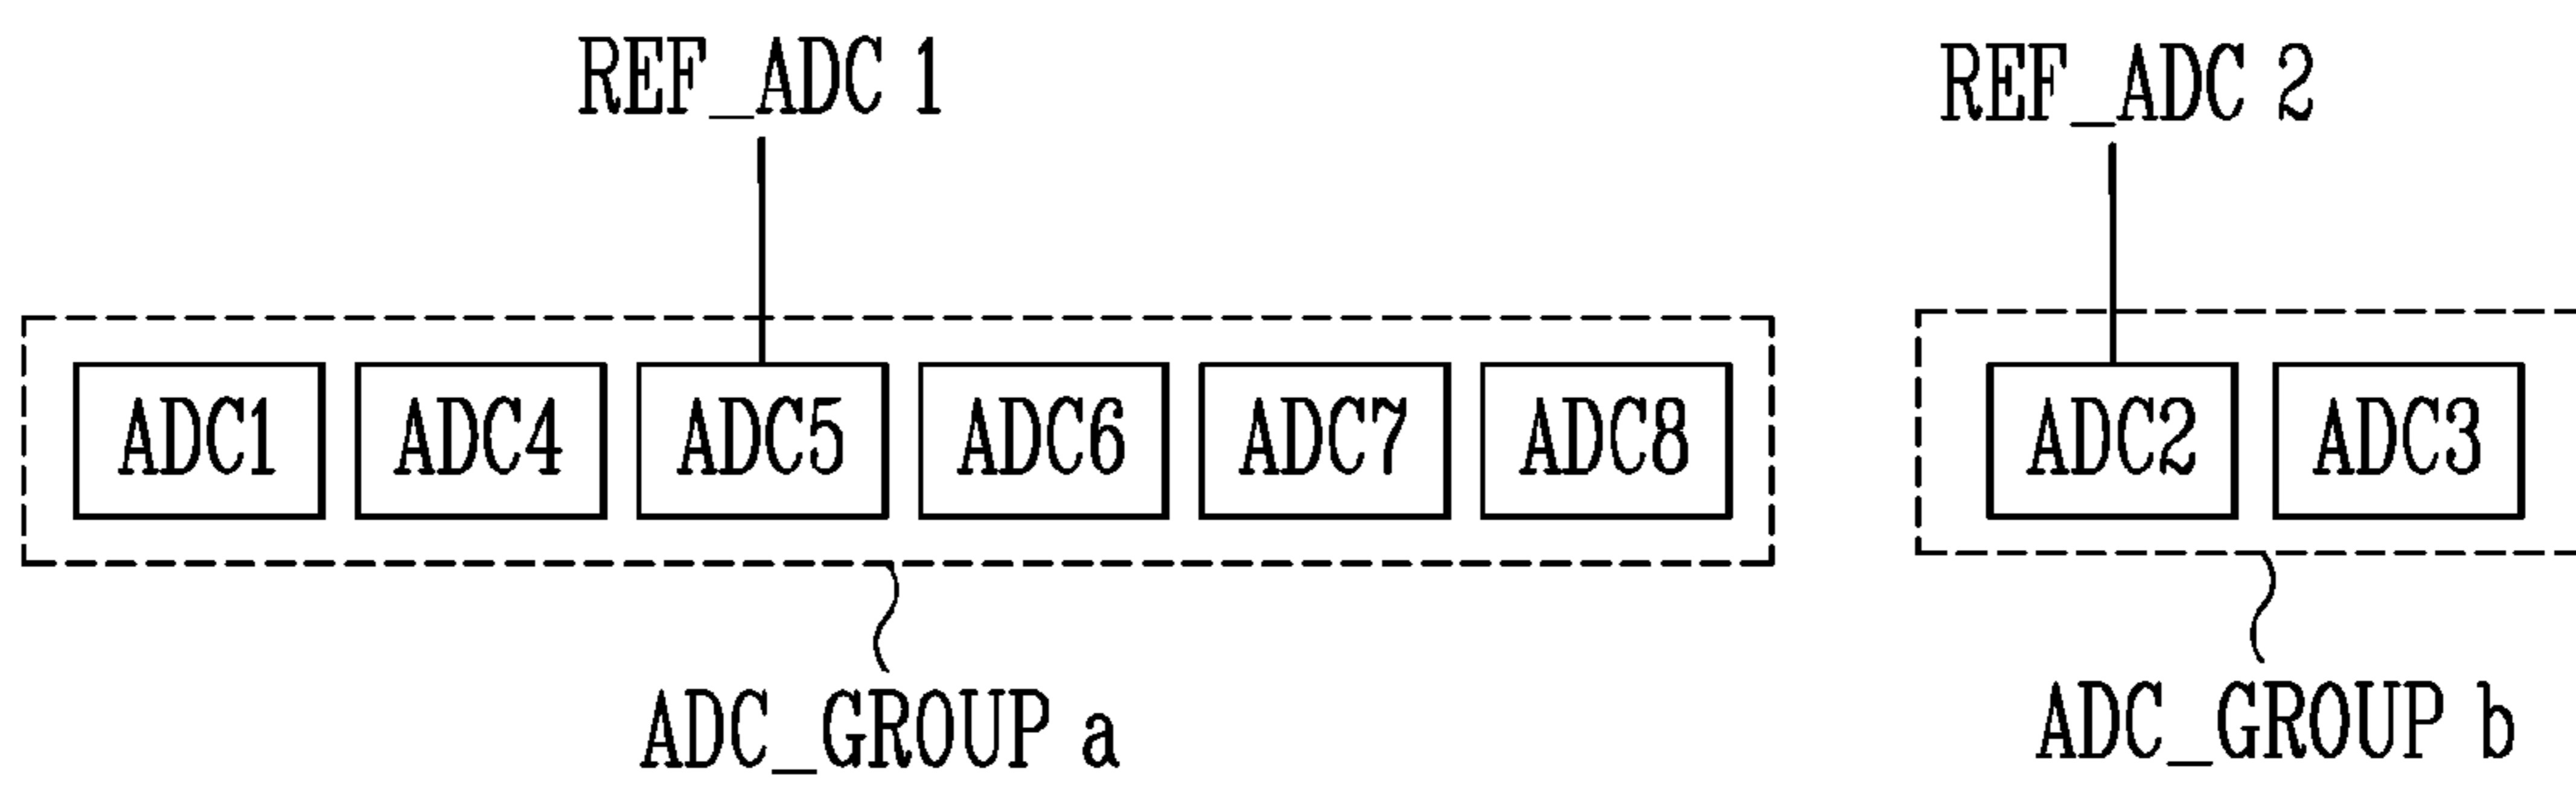 REF_ADC 1
REF_ADC 2
ADC1 ADC4 ADC5 ADC6 ADC7 ADC8 ADC2 ADC3
ADC_GROUP a
ADC_GROUP b